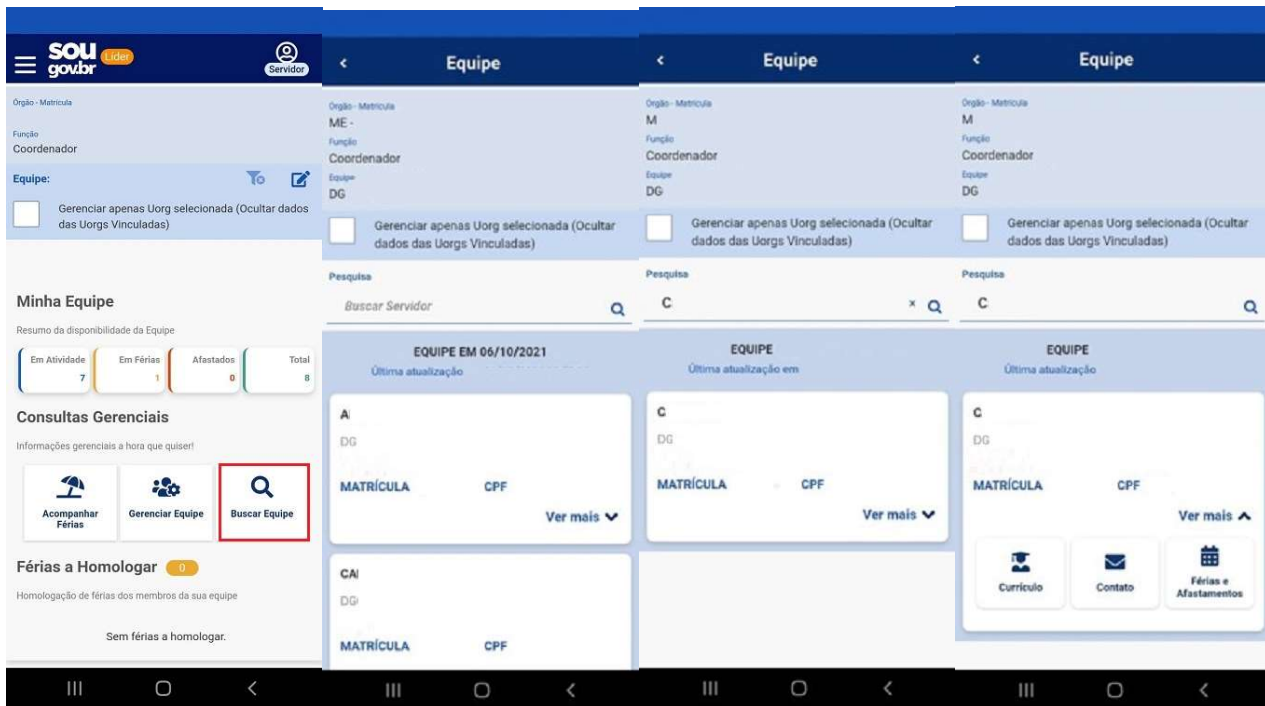 SOU
gov.br
Líder
Servidor
Órgão - Matrícula
Função
Coordenador
Equipe:
Gerenciar apenas Uorg selecionada (Ocultar dados
das Uorgs Vinculadas)
Minha Equipe
Resumo da disponibilidade da Equipe
Em Atividade
7
Em Férias
1
Afastados
0
Total
8
Consultas Gerenciais
Informações gerenciais a hora que quiser!
Acompanhar
Férias
Gerenciar Equipe
Buscar Equipe
Férias a Homologar 0
Homologação de férias dos membros da sua equipe
Sem férias a homologar.
Equipe
Órgão - Matrícula
ME -
Função
Coordenador
Equipe
DG
Gerenciar apenas Uorg selecionada (Ocultar
dados das Uorgs Vinculadas)
Pesquisa
Buscar Servidor
EQUIPE EM 06/10/2021
Última atualização
A
DG
MATRÍCULA CPF
Ver mais
CA
DG
MATRÍCULA CPF
Equipe
Órgão - Matrícula
M
Função
Coordenador
Equipe
DG
Gerenciar apenas Uorg selecionada (Ocultar
dados das Uorgs Vinculadas)
Pesquisa
C ×
EQUIPE
Última atualização em
C
DG
MATRÍCULA CPF
Ver mais
Equipe
Órgão - Matrícula
M
Função
Coordenador
Equipe
DG
Gerenciar apenas Uorg selecionada (Ocultar
dados das Uorgs Vinculadas)
Pesquisa
C
EQUIPE
Última atualização
C
DG
MATRÍCULA CPF
Ver mais
Currículo
Contato
Férias e
Afastamentos